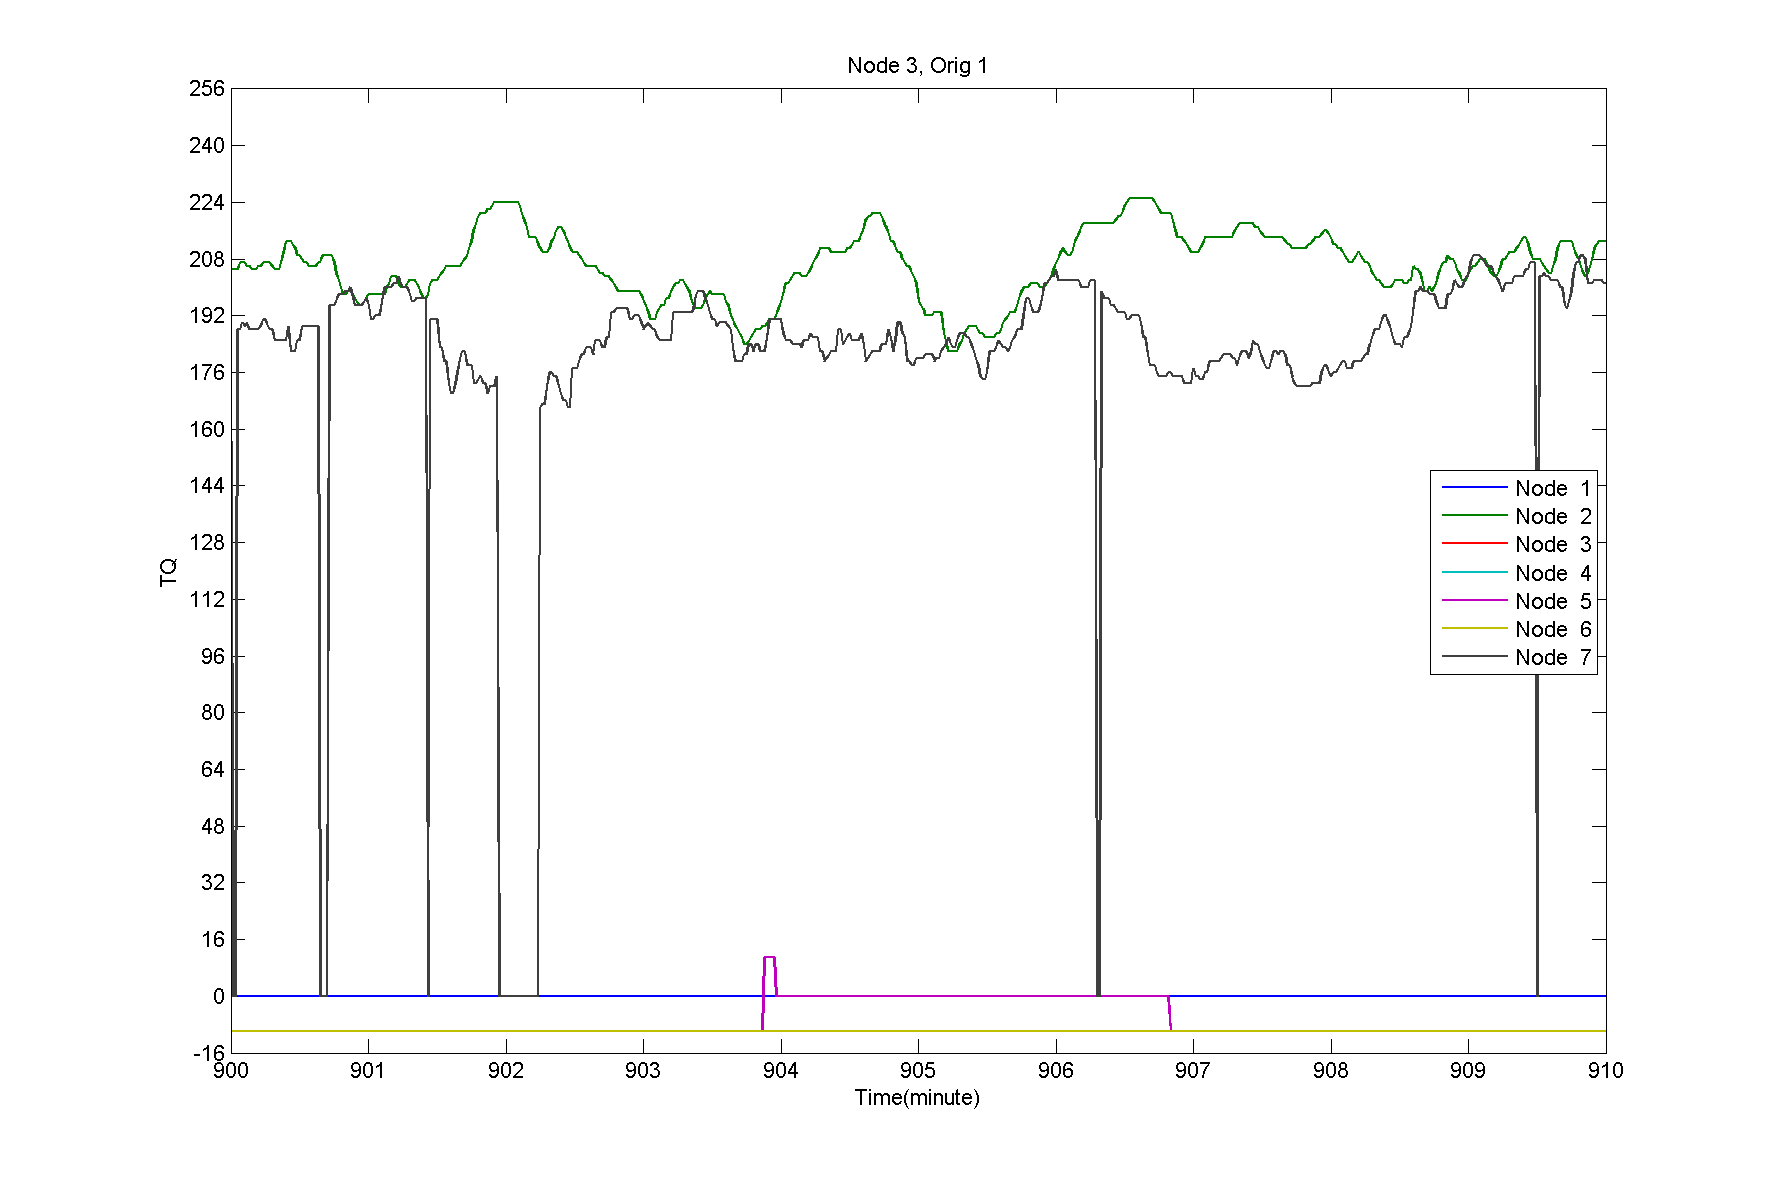 Node 3, Orig 1
256
240
224
208
192
176
160
144
128
112
96
80
64
48
32
16
0
-16
TQ
Node 1
Node 2
Node 3
Node 4
Node 5
Node 6
Node 7
900 901 902 903 904 905 906 907 908 909 910
Time(minute)